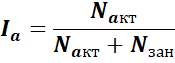 Iа = Nакт / (Nакт + Nзан)